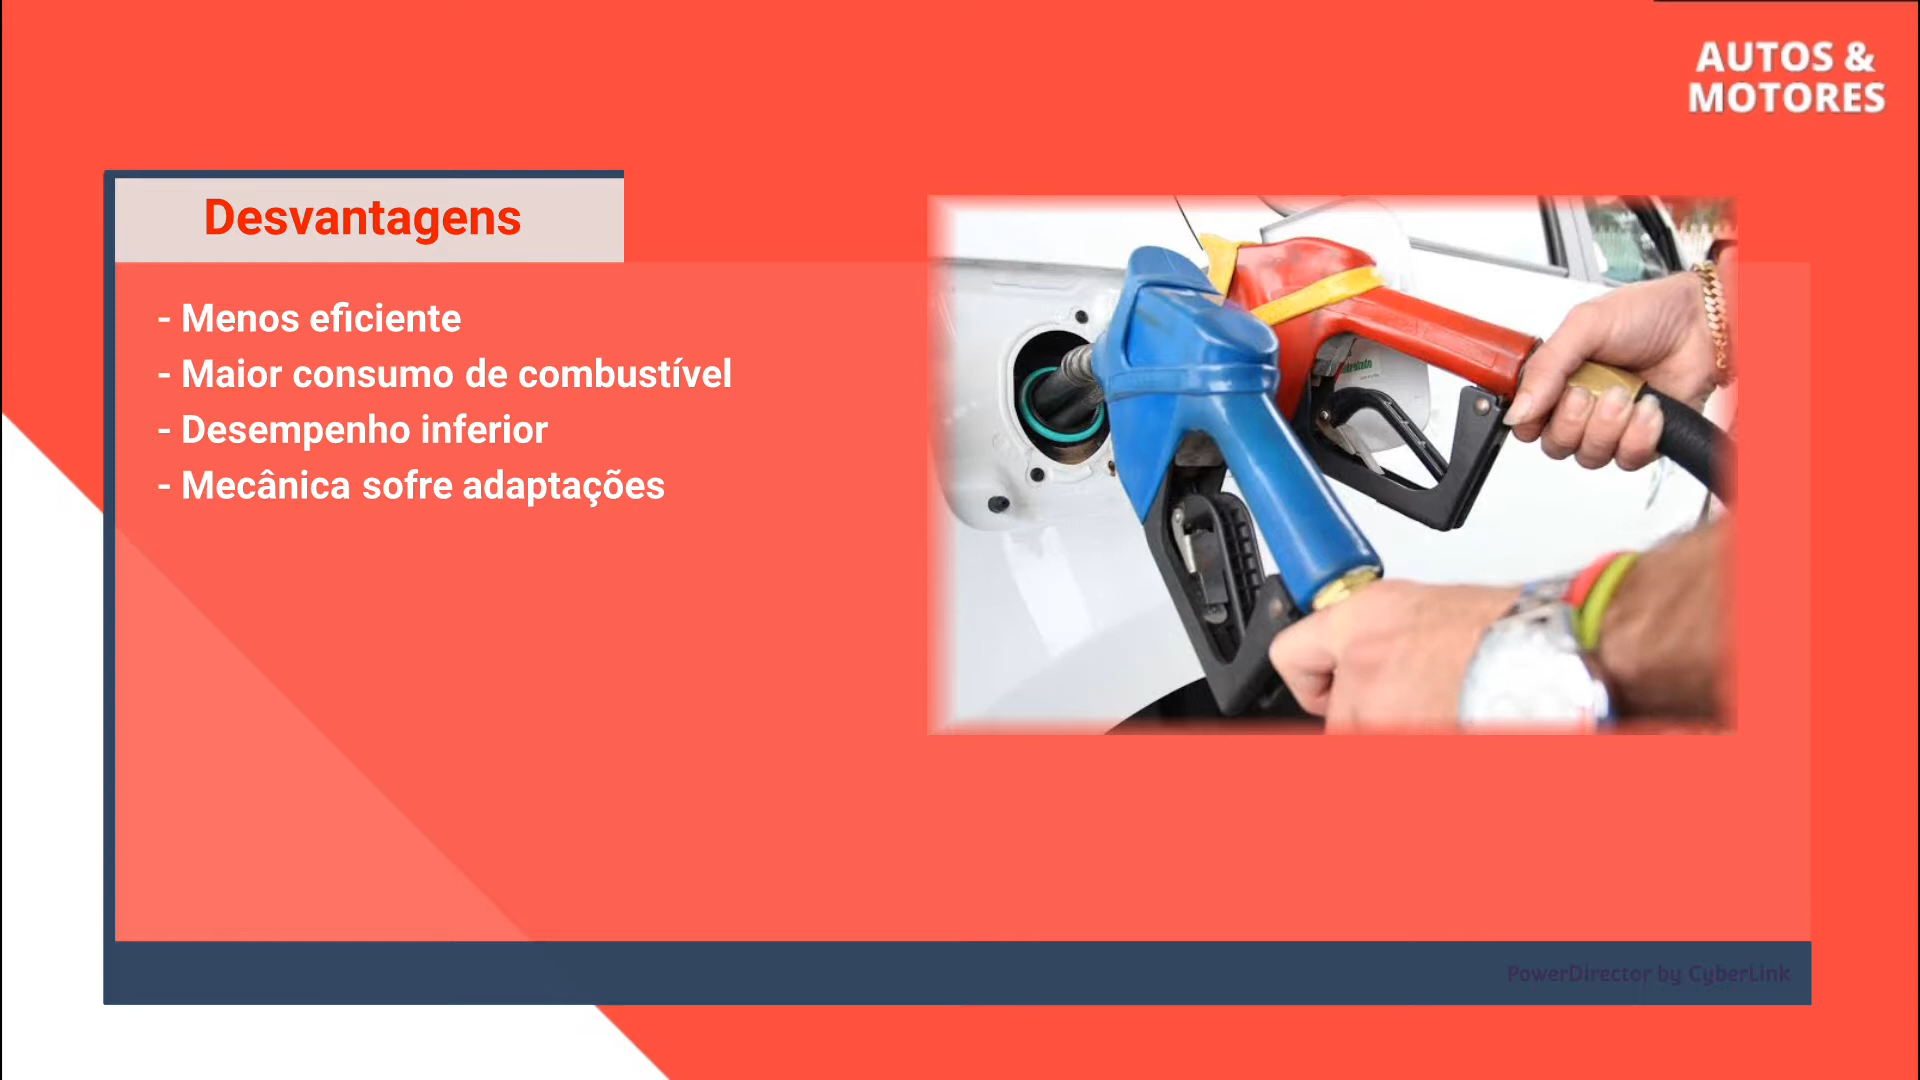 AUTOS &
MOTORES
Desvantagens
- Menos eficiente
- Maior consumo de combustível
- Desempenho inferior
- Mecânica sofre adaptações
PowerDirector by CyberLink